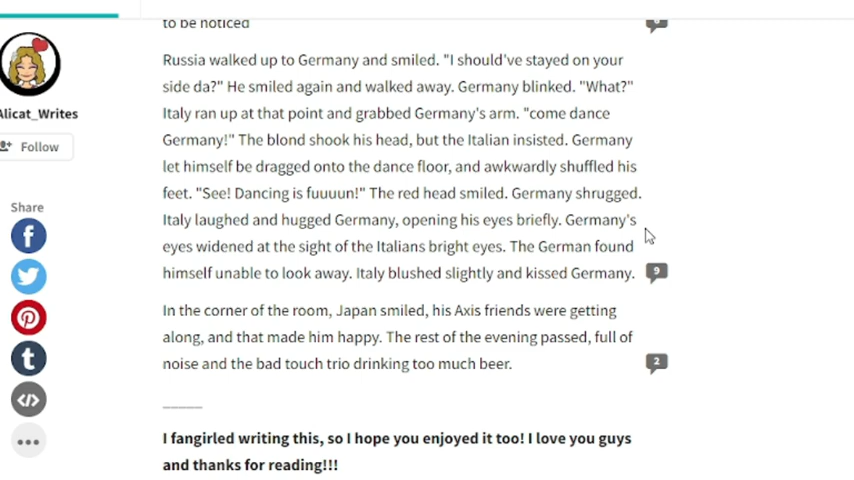 to be noticed
Russia walked up to Germany and smiled. "I should've stayed on your
side da?" He smiled again and walked away. Germany blinked. "What?"
Italy ran up at that point and grabbed Germany's arm. "come dance
Germany!" The blond shook his head, but the Italian insisted. Germany
let himself be dragged onto the dance floor, and awkwardly shuffled his
feet. "See! Dancing is fuuuun!" The red head smiled. Germany shrugged.
Italy laughed and hugged Germany, opening his eyes briefly. Germany's
eyes widened at the sight of the Italians bright eyes. The German found
himself unable to look away. Italy blushed slightly and kissed Germany.
9
In the corner of the room, Japan smiled, his Axis friends were getting
along, and that made him happy. The rest of the evening passed, full of
noise and the bad touch trio drinking too much beer.
2
I fangirled writing this, so I hope you enjoyed it too! I love you guys
and thanks for reading!!!
Alicat_Writes
Follow
Share